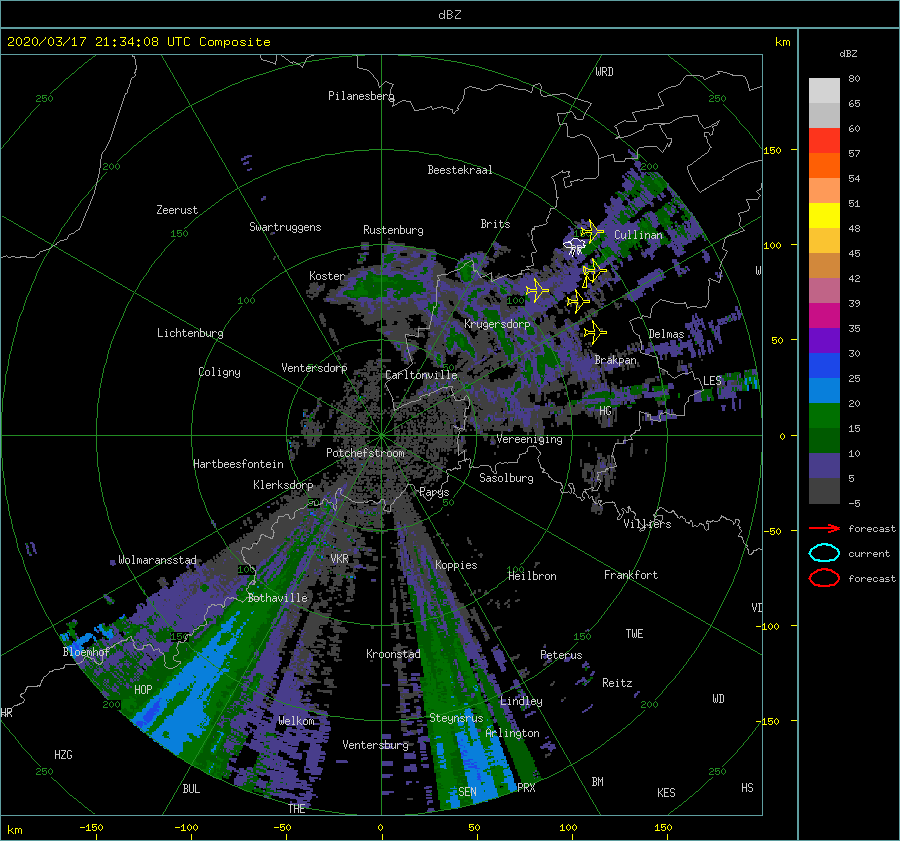 dBZ
2020/03/17 21:34:08 UTC Composite
km
dBZ
WRD
250
250
Pilanesberg
80
65
60
57
54
51
48
45
42
39
35
30
25
20
15
10
5
-5
150
200
200
Beestekraal
Zeerust
Swartruggens
150
Rustenburg
Brits
Cullinan
100
W
Koster
100
100
Krugersdorp
Lichtenburg
Delmas
50
Brakpan
Coligny
Ventersdorp
Carltonville
LES
HG
0
Vereeniging
Potchefstroom
Hartbeesfontein
Klerksdorp
Sasolburg
Parys
50
50
Villiers
forecast
-50
current
Wolmaransstad
VKR
Koppies
100
100
Heilbron
Frankfort
forecast
Bothaville
VD
-100
150
150
TWE
Bloemhof
Kroonstad
Peterus
HOP
Reitz
WD
200
200
Lindley
HR
Welkom
Steynsrus
-150
Arlington
Ventersburg
HZG
250
250
BUL
SEN
PRX
BM
KES
HS
THE
km
-150
-100
-50
0
50
100
150